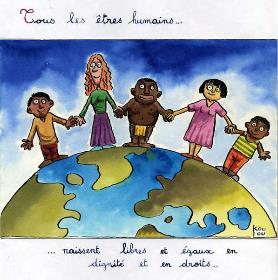 Tous les êtres humains...
... naissent libres et égaux en
dignité et en droits...